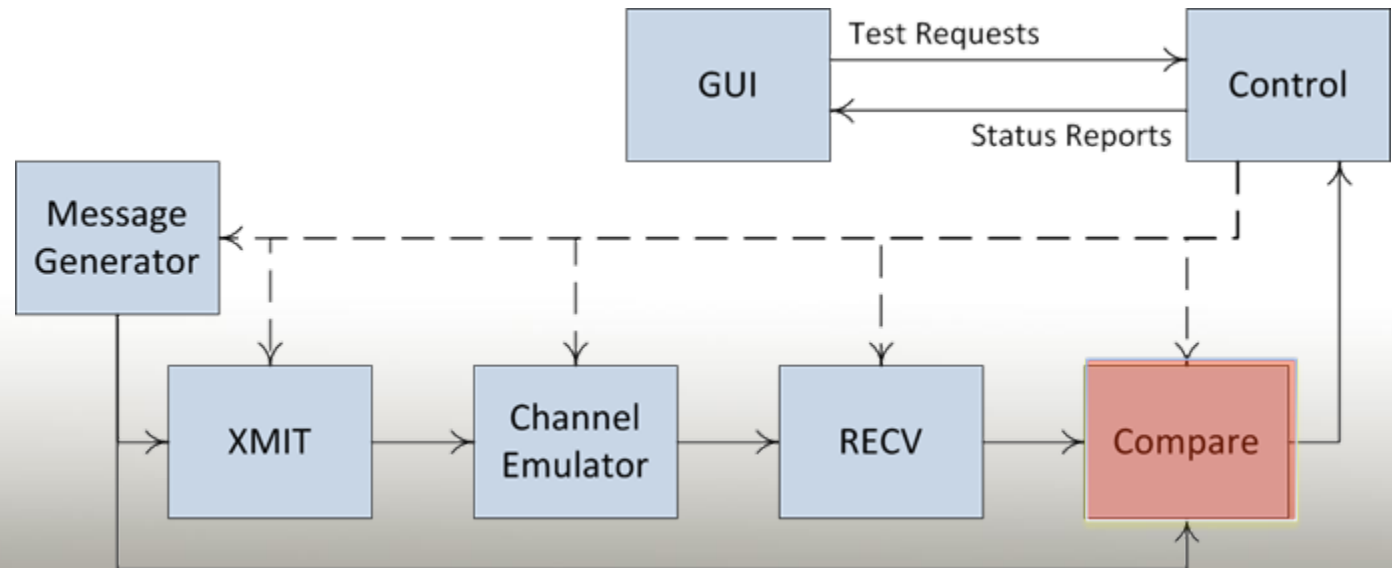 Test Requests
GUI
Control
Status Reports
Message
Generator
XMIT
Channel
Emulator
RECV
Compare